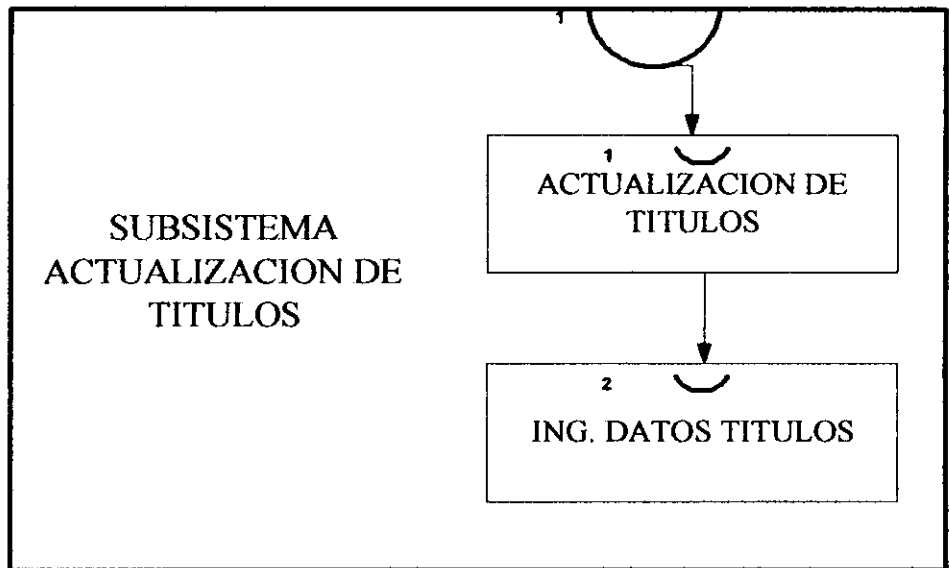 1
SUBSISTEMA
ACTUALIZACION DE
TITULOS
1
ACTUALIZACION DE
TITULOS
2
ING. DATOS TITULOS